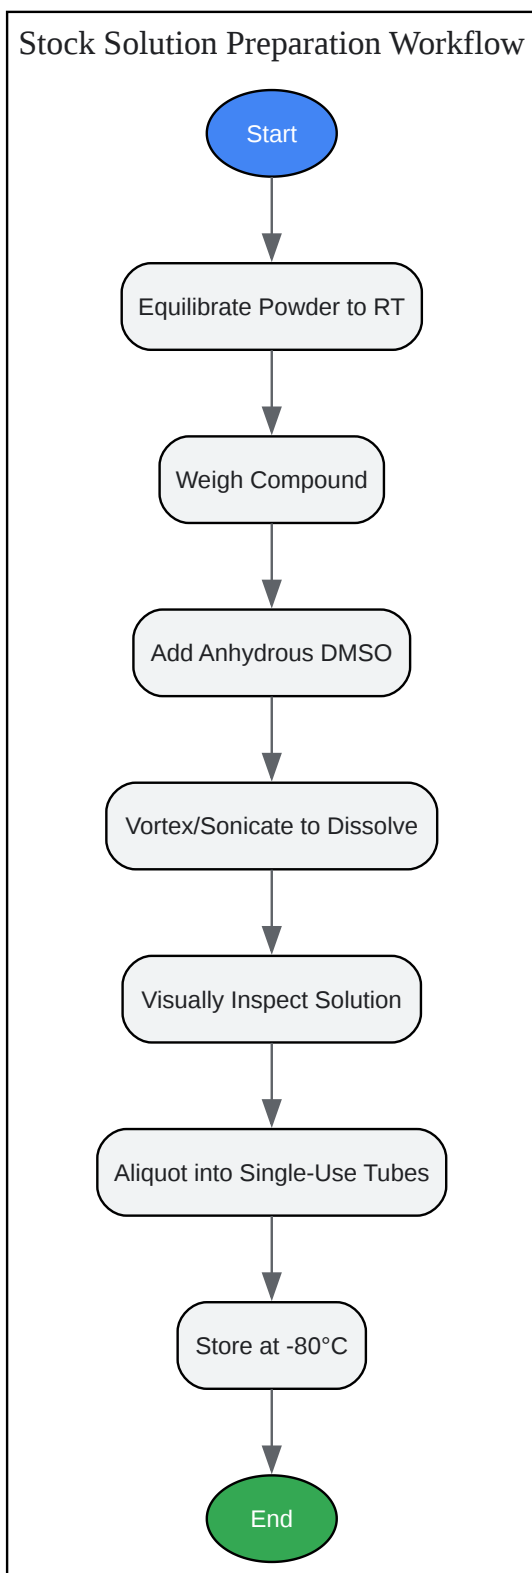 Stock Solution Preparation Workflow
Start
Equilibrate Powder to RT
Weigh Compound
Add Anhydrous DMSO
Vortex/Sonicate to Dissolve
Visually Inspect Solution
Aliquot into Single-Use Tubes
Store at -80°C
End